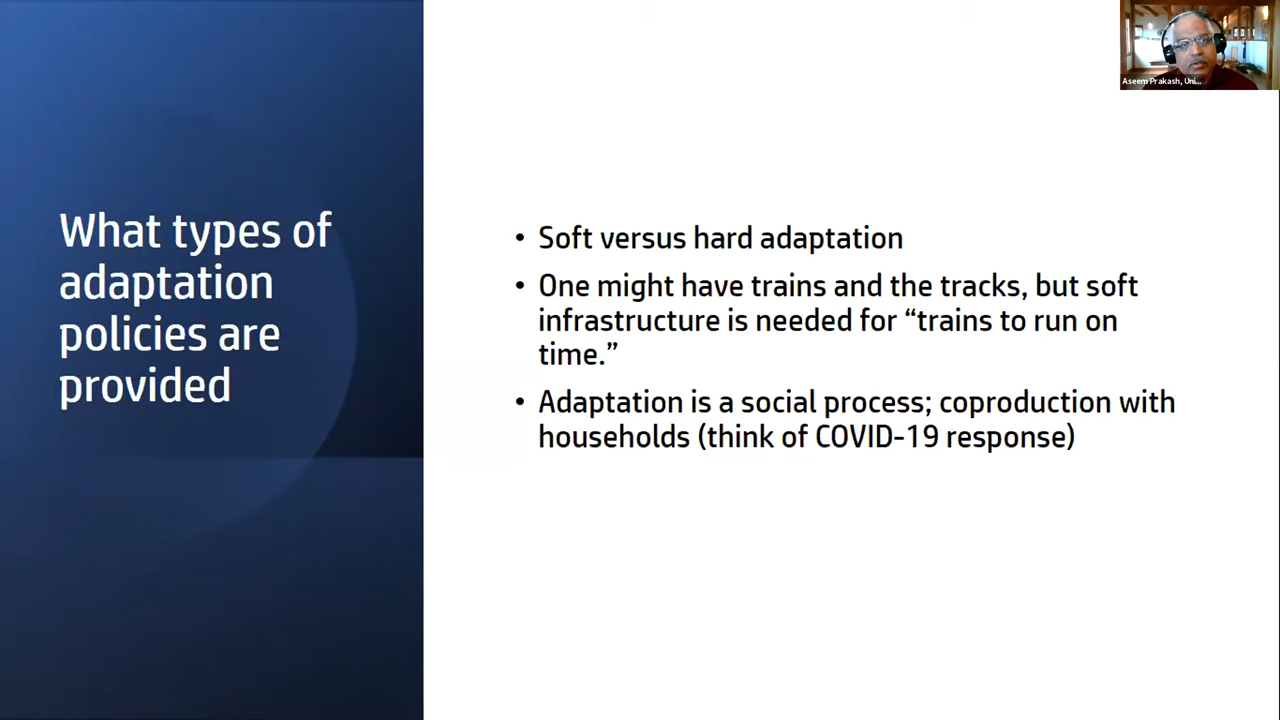 What types of
adaptation
policies are
provided
• Soft versus hard adaptation
• One might have trains and the tracks, but soft
infrastructure is needed for “trains to run on
time.”
• Adaptation is a social process; coproduction with
households (think of COVID-19 response)
Aseem Prakash, Uni...